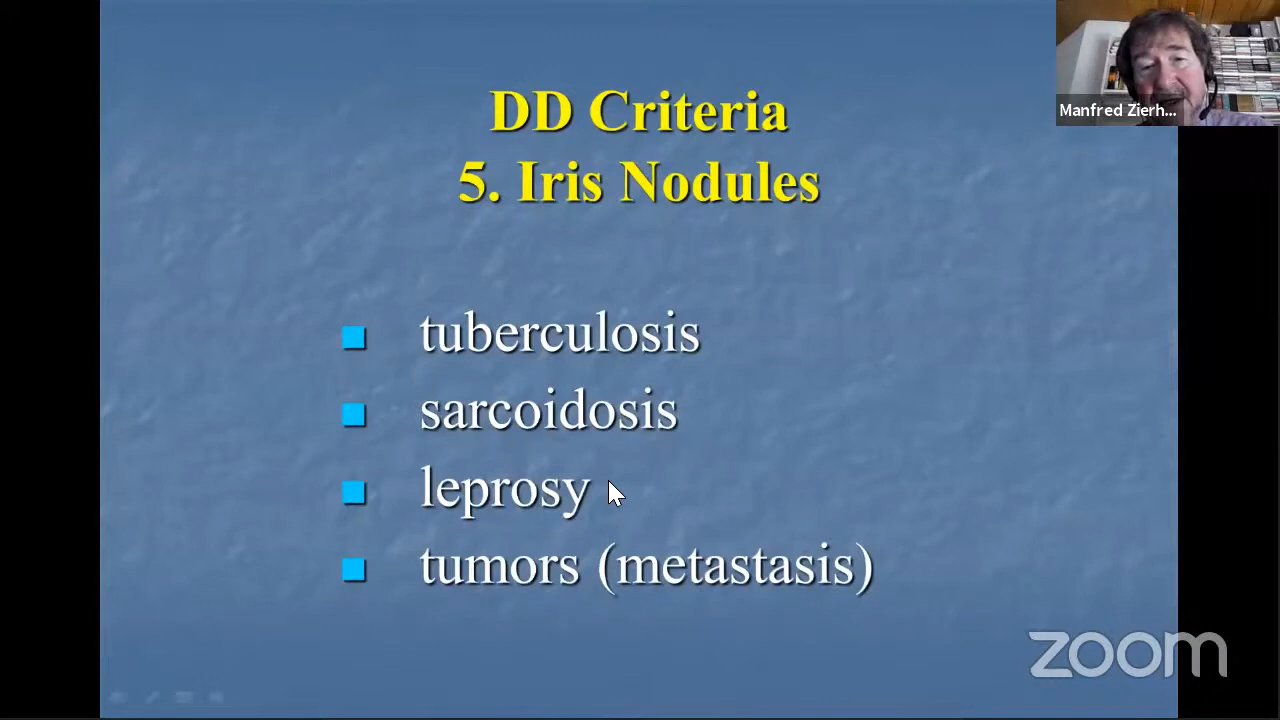 DD Criteria
5. Iris Nodules
tuberculosis
sarcoidosis
leprosy
tumors (metastasis)
Manfred Zierh...
zoom